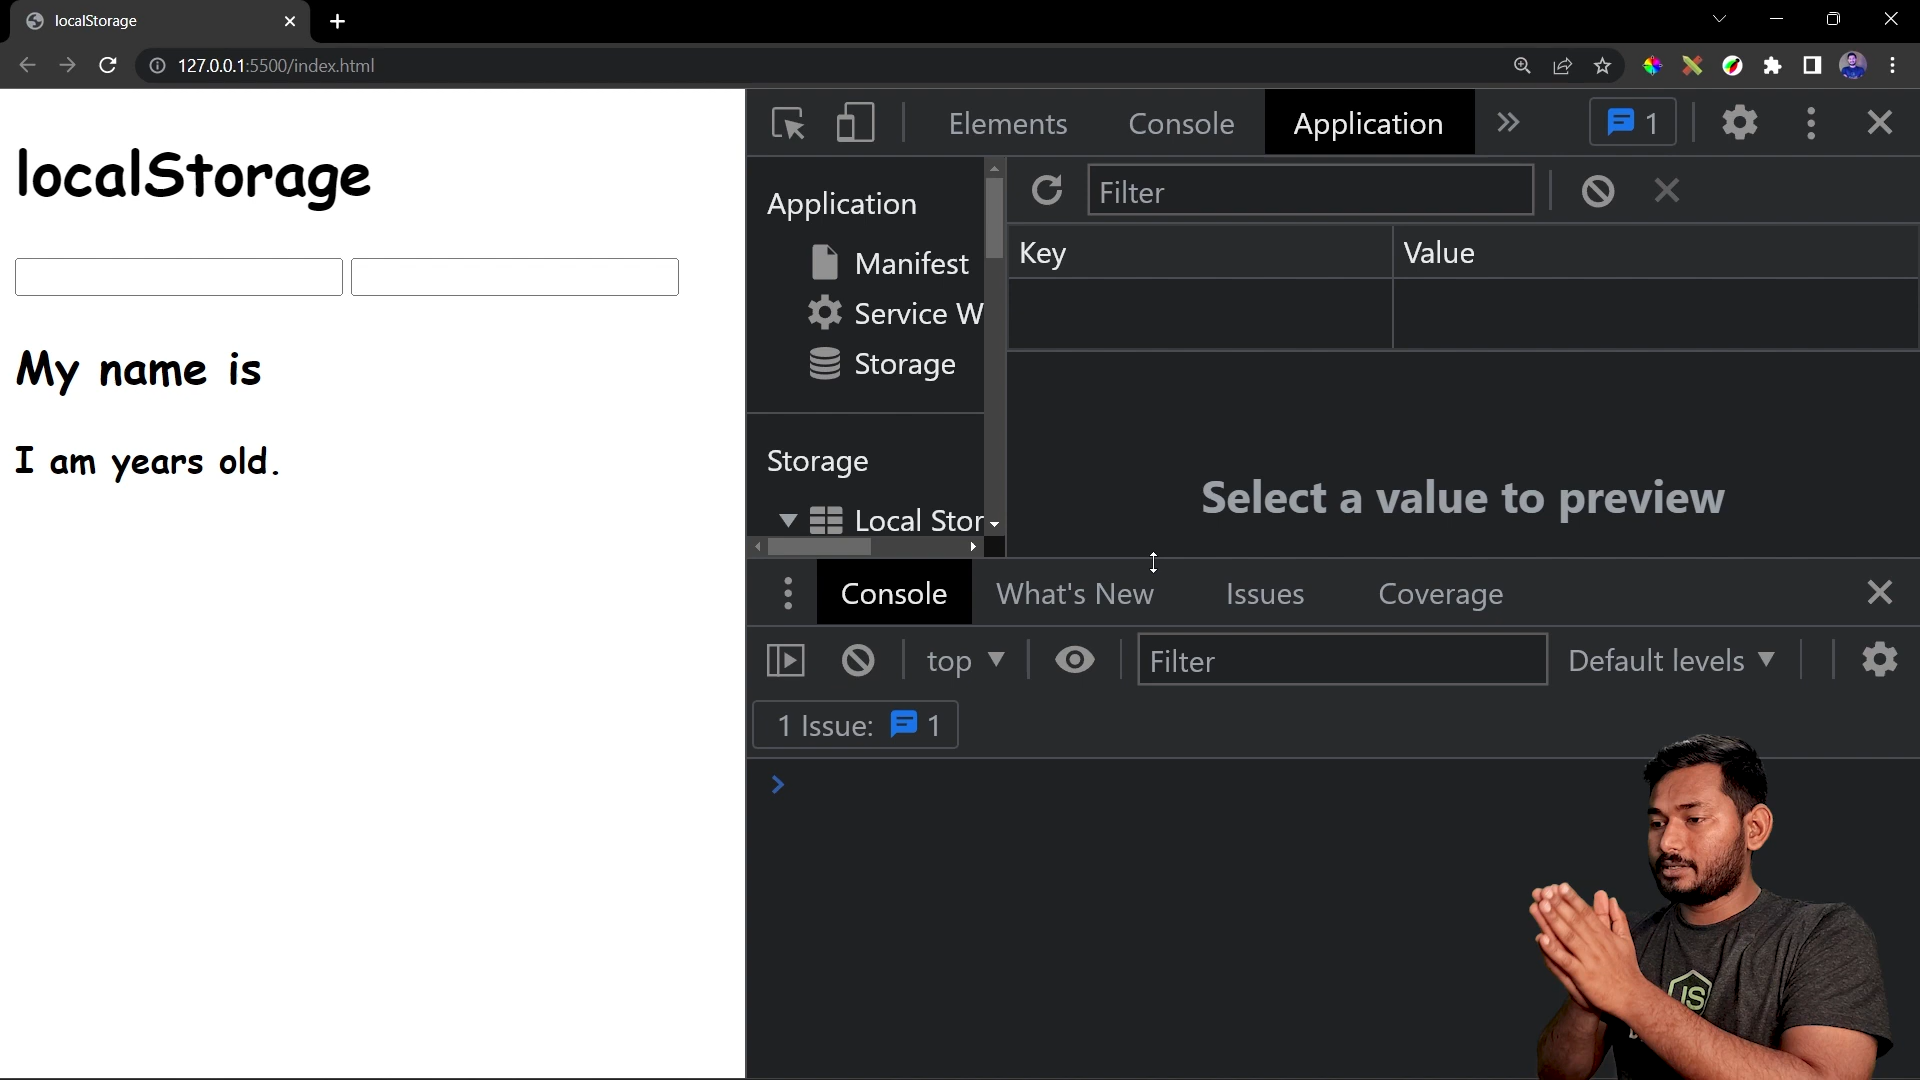 localStorage
127.0.0.1:5500/index.html
localStorage
My name is
I am years old.
Elements
Console
Application
1
Application
Manifest
Service W
Storage
Storage
Local Stor
Filter
Key
Value
Select a value to preview
Console
What's New
Issues
Coverage
top
Filter
Default levels
1 Issue: 1
JS